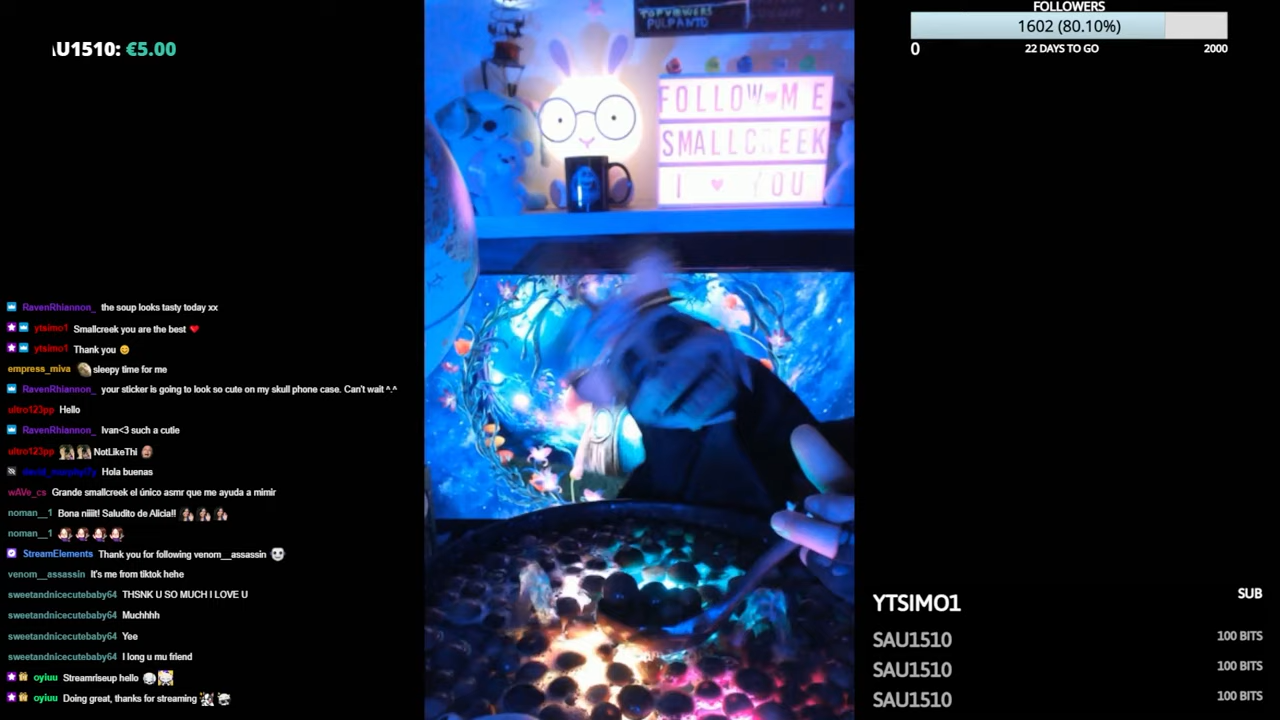 AU1510: €5.00
TOPVIEWERS
PULPANTO
FOLLOW♥ME
SMALLCREEK
I ♥ YOU
FOLLOWERS
1602 (80.10%)
0 22 DAYS TO GO 2000
RavenRhiannon_ the soup looks tasty today xx
ytsimo1 Smallcreek you are the best ❤
ytsimo1 Thank you 😊
empress_miva sleepy time for me
RavenRhiannon_ your sticker is going to look so cute on my skull phone case. Can't wait ^.^
ultro123pp Hello
RavenRhiannon_ Ivan<3 such a cutie
ultro123pp NotLikeThi
Hola buenas
wAVe_cs Grande smallcreek el único asmr que me ayuda a mimir
noman__1 Bona niiiit! Saludito de Alicia!!
noman__1
StreamElements Thank you for following venom__assassin
venom__assassin It's me from tiktok hehe
sweetandnicecutebaby64 THSNK U SO MUCH I LOVE U
sweetandnicecutebaby64 Muchhhh
sweetandnicecutebaby64 Yee
sweetandnicecutebaby64 I long u mu friend
oyiuu Streamriseup hello
oyiuu Doing great, thanks for streaming
YTSIMO1 SUB
SAU1510 100 BITS
SAU1510 100 BITS
SAU1510 100 BITS